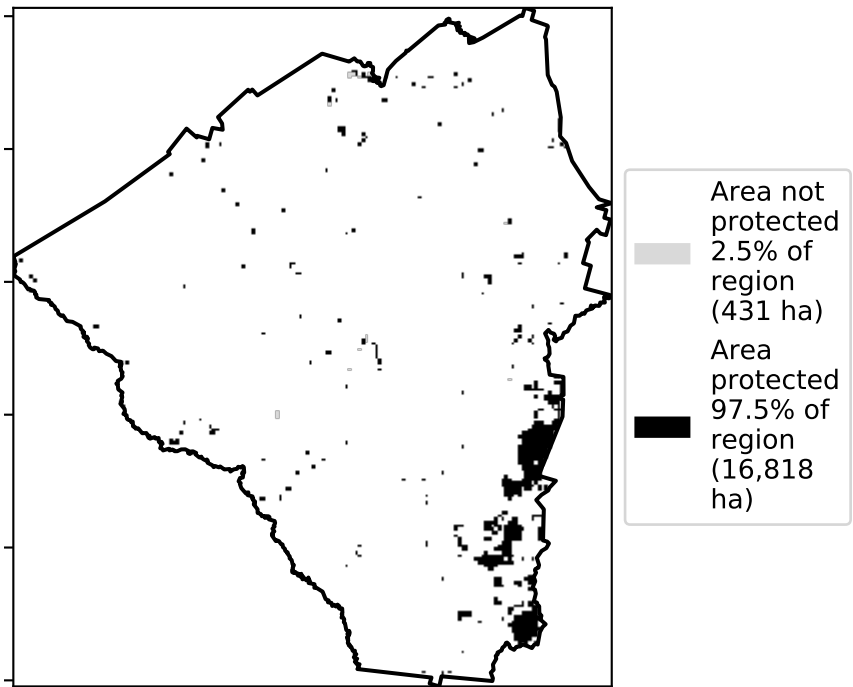 Area not
protected
2.5% of
region
(431 ha)
Area
protected
97.5% of
region
(16,818
ha)